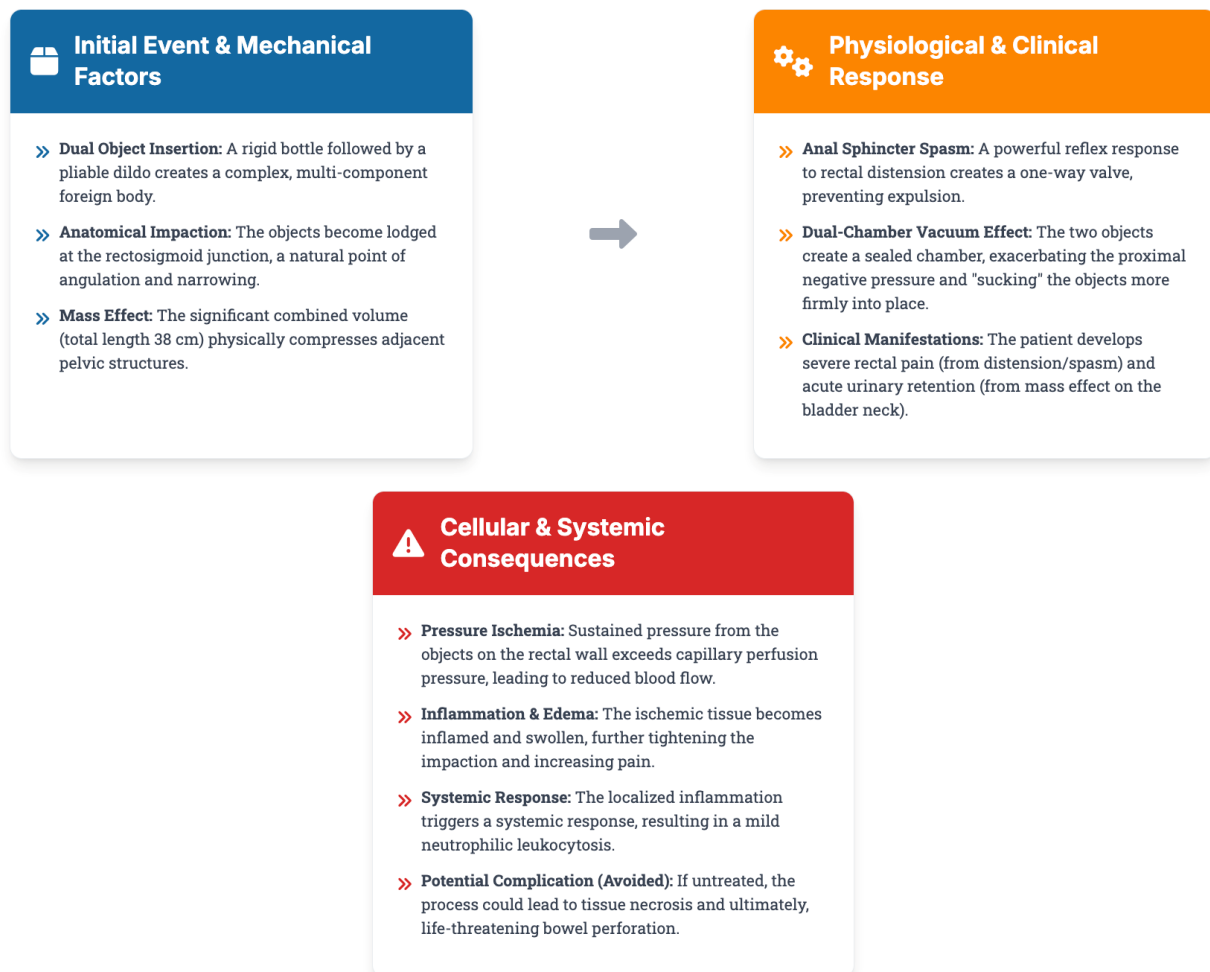 Initial Event & Mechanical
Factors
Dual Object Insertion: A rigid bottle followed by a
pliable dildo creates a complex, multi-component
foreign body.
Anatomical Impaction: The objects become lodged
at the rectosigmoid junction, a natural point of
angulation and narrowing.
Mass Effect: The significant combined volume
(total length 38 cm) physically compresses adjacent
pelvic structures.
Physiological & Clinical
Response
Anal Sphincter Spasm: A powerful reflex response
to rectal distension creates a one-way valve,
preventing expulsion.
Dual-Chamber Vacuum Effect: The two objects
create a sealed chamber, exacerbating the proximal
negative pressure and "sucking" the objects more
firmly into place.
Clinical Manifestations: The patient develops
severe rectal pain (from distension/spasm) and
acute urinary retention (from mass effect on the
bladder neck).
Cellular & Systemic
Consequences
Pressure Ischemia: Sustained pressure from the
objects on the rectal wall exceeds capillary perfusion
pressure, leading to reduced blood flow.
Inflammation & Edema: The ischemic tissue becomes
inflamed and swollen, further tightening the
impaction and increasing pain.
Systemic Response: The localized inflammation
triggers a systemic response, resulting in a mild
neutrophilic leukocytosis.
Potential Complication (Avoided): If untreated, the
process could lead to tissue necrosis and ultimately,
life-threatening bowel perforation.